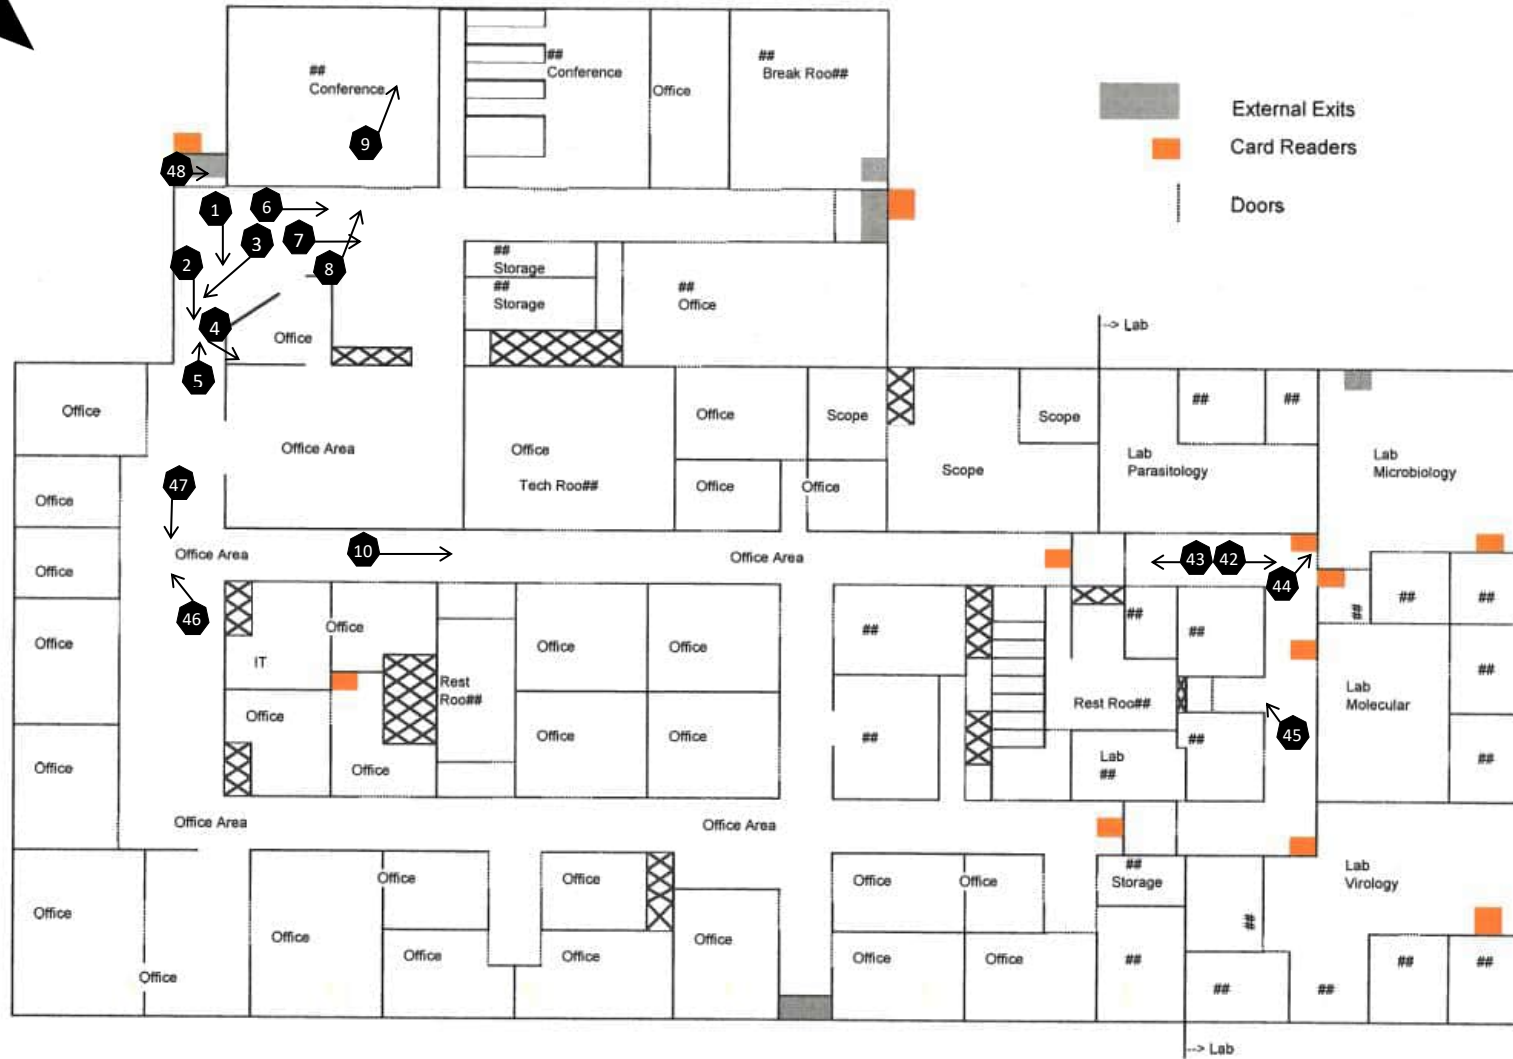 ##
Conference
##
Conference
Office
##
Break Roo##
External Exits
Card Readers
Doors
9
48
1
6
3
7
2
8
4
5
##
Storage
##
Storage
##
Office
Office
--> Lab
Office
Office Area
Office
Tech Roo##
Office
Scope
Office
Office
Scope
Scope
Lab
Parasitology
##
##
Lab
Microbiology
Office
47
Office Area
10
Office Area
43
42
44
Office
46
Office
IT
Office
Office
Rest
Roo##
Office
Office
Office
Office
Office
Office
##
##
##
##
Rest Roo##
##
Lab
##
45
##
##
##
Lab
Molecular
##
##
Office
Office Area
Office Area
Office
Office
Office
Office
Office
Office
Office
Office
Office
Office
Office
Office
##
Storage
##
##
##
##
Lab
Virology
##
##
--> Lab